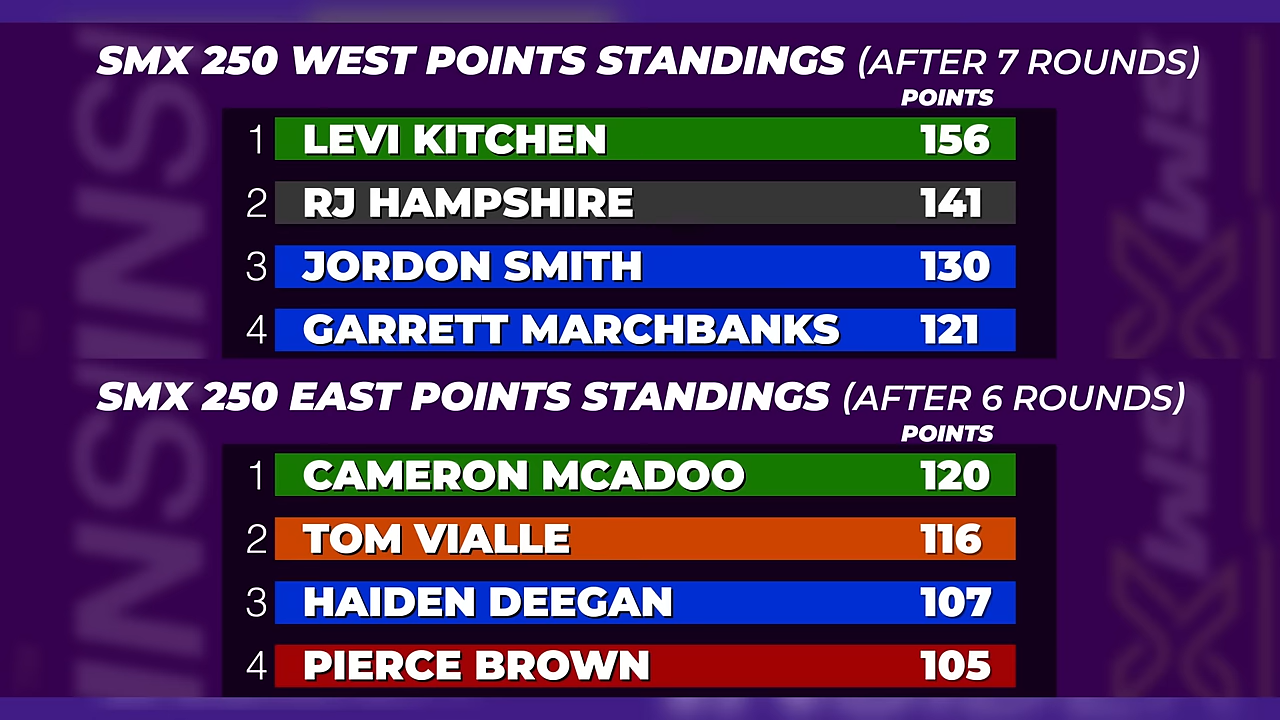 SMX 250 WEST POINTS STANDINGS (AFTER 7 ROUNDS)
POINTS
1 LEVI KITCHEN 156
2 RJ HAMPSHIRE 141
3 JORDON SMITH 130
4 GARRETT MARCHBANKS 121
SMX 250 EAST POINTS STANDINGS (AFTER 6 ROUNDS)
POINTS
1 CAMERON MCADOO 120
2 TOM VIALLE 116
3 HAIDEN DEEGAN 107
4 PIERCE BROWN 105